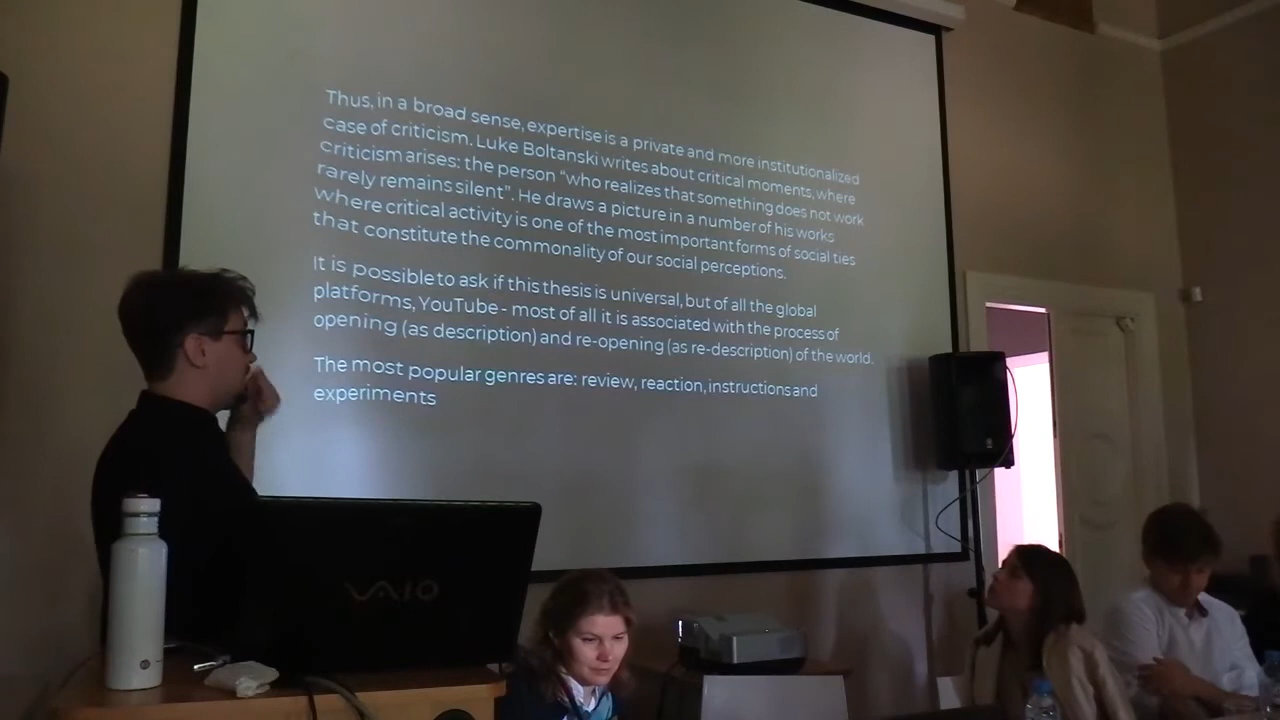 Thus, in a broad sense, expertise is a private and more institutionalized
case of criticism. Luke Boltanski writes about critical moments, where
criticism arises: the person "who realizes that something does not work
rarely remains silent". He draws a picture in a number of his works
where critical activity is one of the most important forms of social ties
that constitute the commonality of our social perceptions.
It is possible to ask if this thesis is universal, but of all the global
platforms, YouTube - most of all it is associated with the process of
opening (as description) and re-opening (as re-description) of the world.
The most popular genres are: review, reaction, instructions and
experiments
VAIO